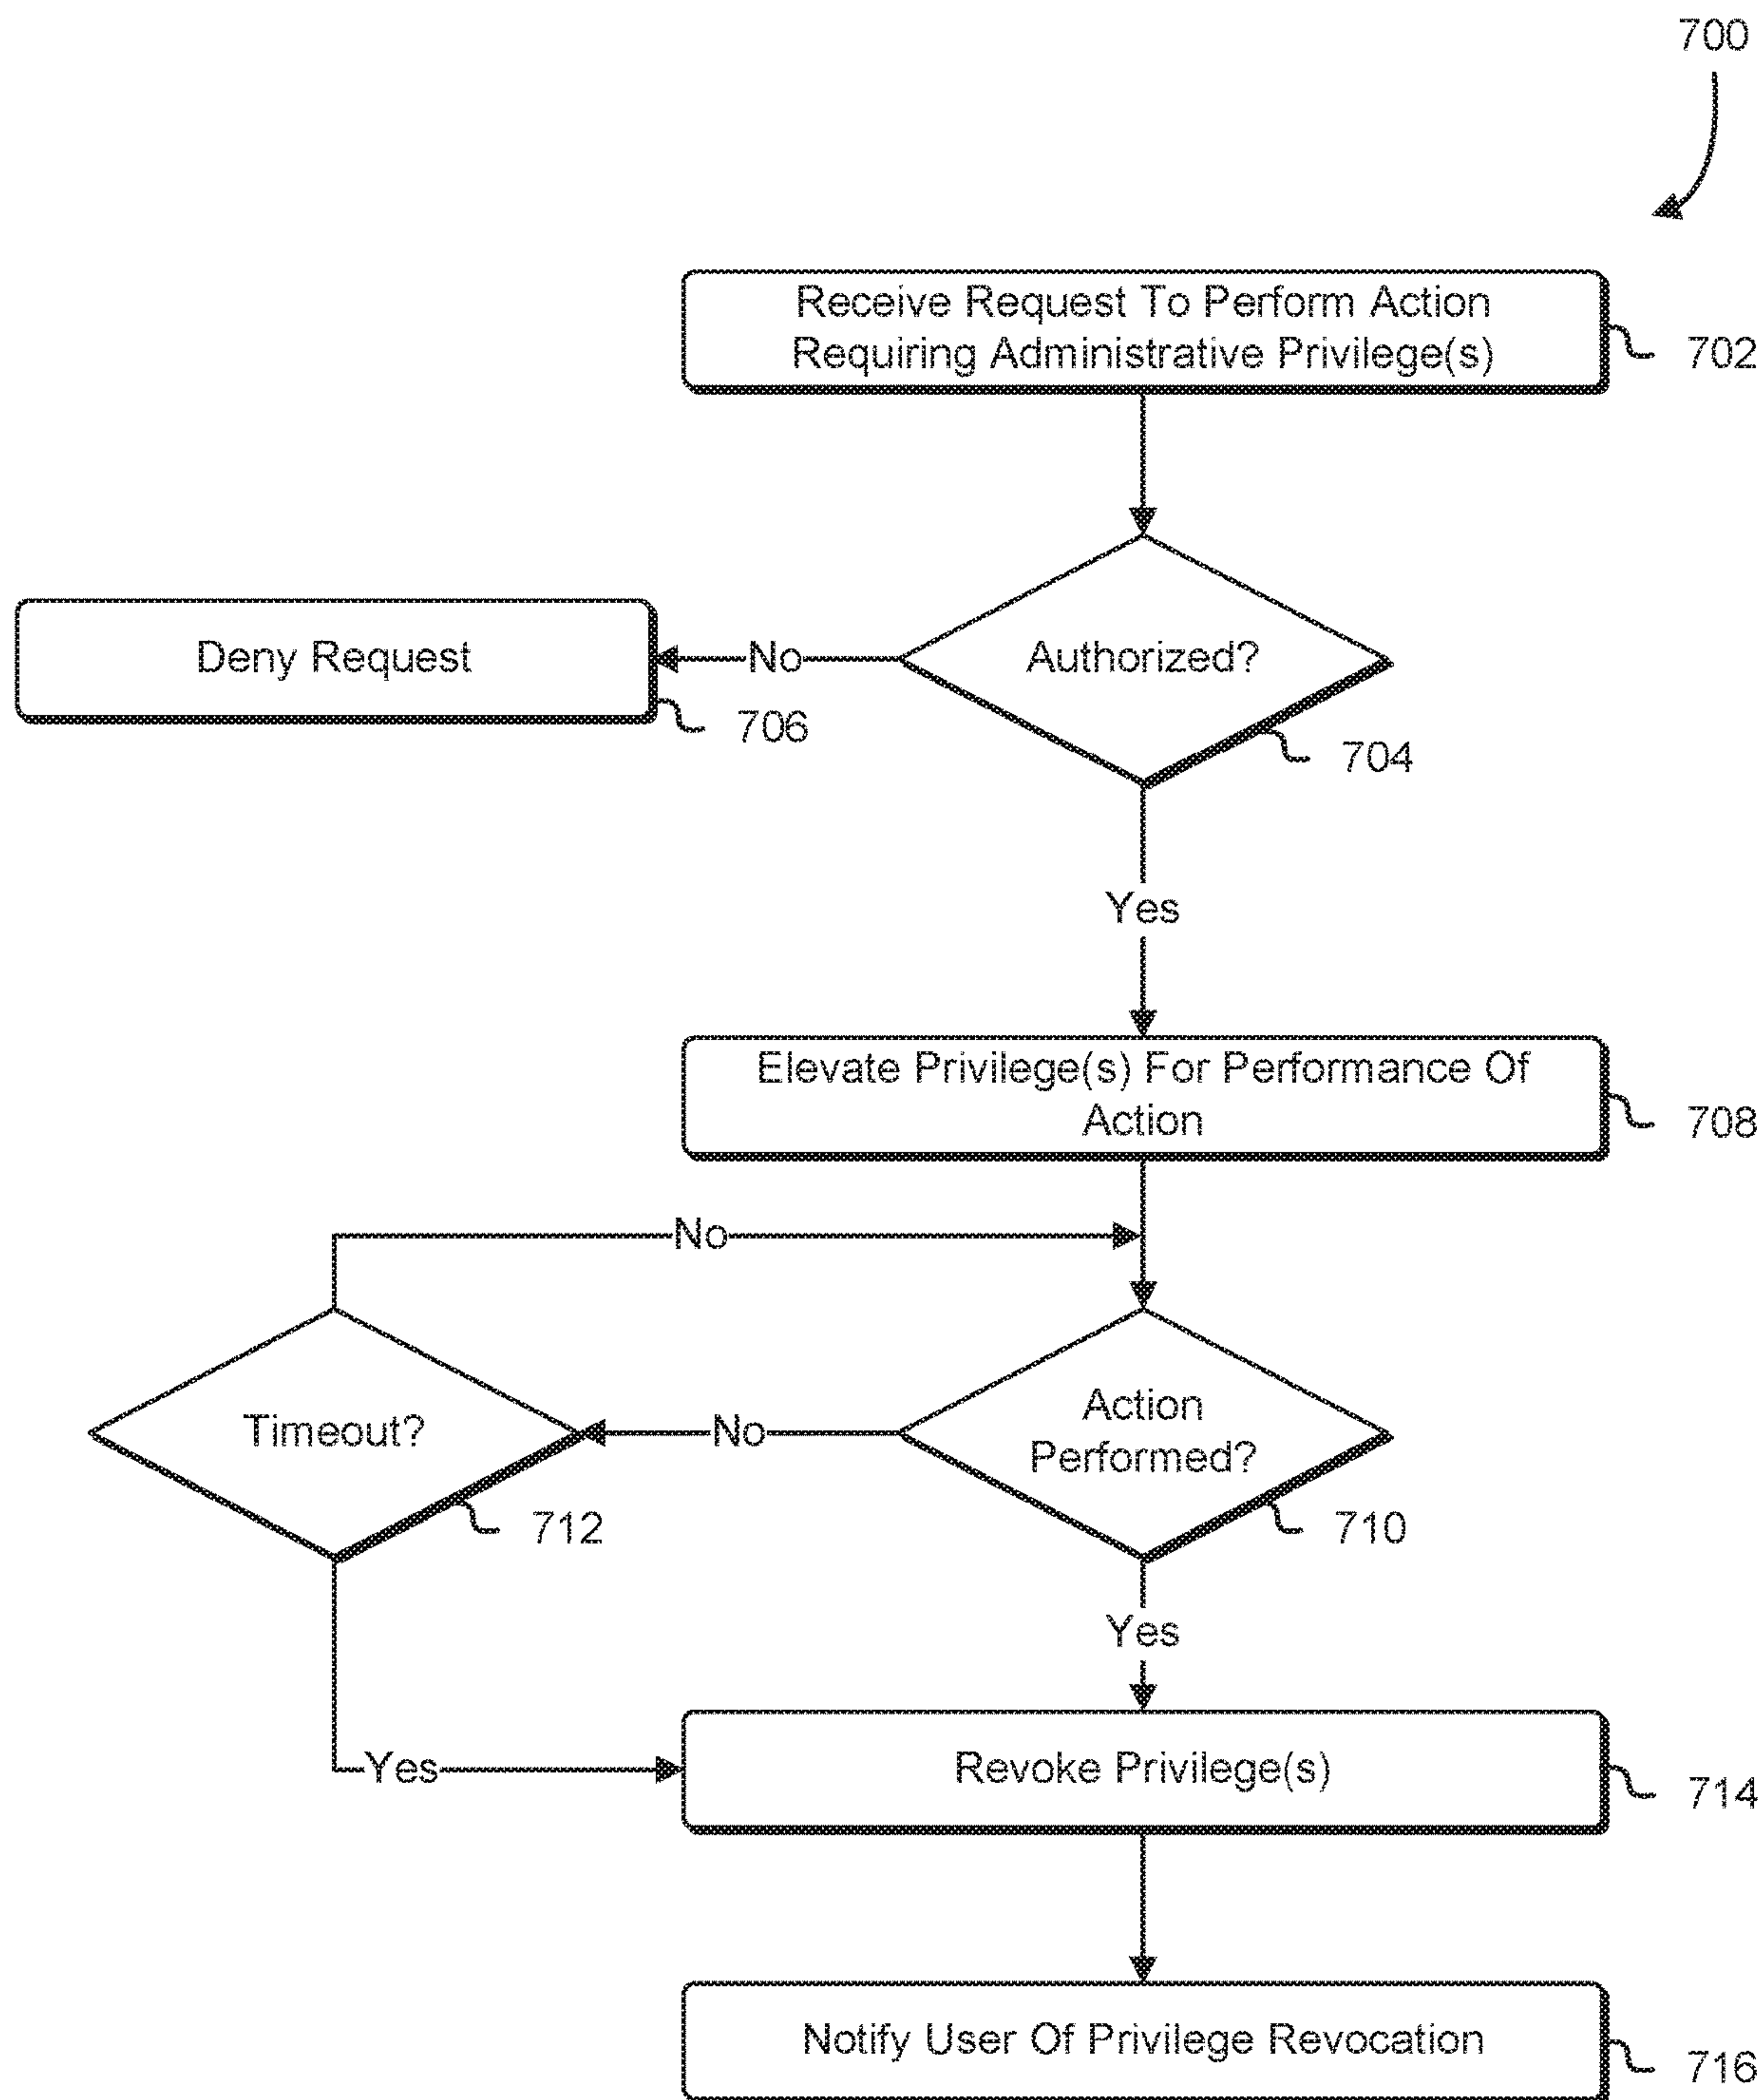 700
Receive Request To Perform Action
Requiring Administrative Privilege(s)
702
Authorized?
No
Deny Request
706
704
Yes
Elevate Privilege(s) For Performance Of
Action
708
No
Timeout?
No
Action
Performed?
712
710
Yes
Yes
Revoke Privilege(s)
714
Notify User Of Privilege Revocation
716